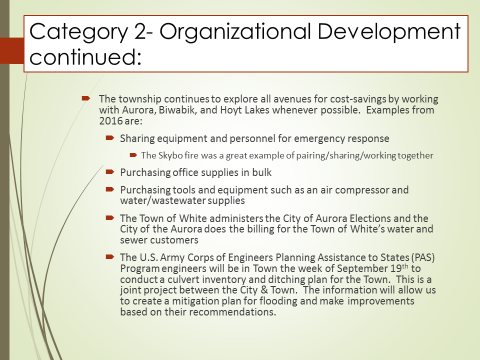 Category 2- Organizational Development
continued:
The township continues to explore all avenues for cost-savings by working
with Aurora, Biwabik, and Hoyt Lakes whenever possible. Examples from
2016 are:
Sharing equipment and personnel for emergency response
The Skybo fire was a great example of pairing/sharing/working together
Purchasing office supplies in bulk
Purchasing tools and equipment such as an air compressor and
water/wastewater supplies
The Town of White administers the City of Aurora Elections and the
City of the Aurora does the billing for the Town of White's water and
sewer customers
The U.S. Army Corps of Engineers Planning Assistance to States (PAS)
Program engineers will be in Town the week of September 19th to
conduct a culvert inventory and ditching plan for the Town. This is a
joint project between the City & Town. The information will allow us
to create a mitigation plan for flooding and make improvements
based on their recommendations.